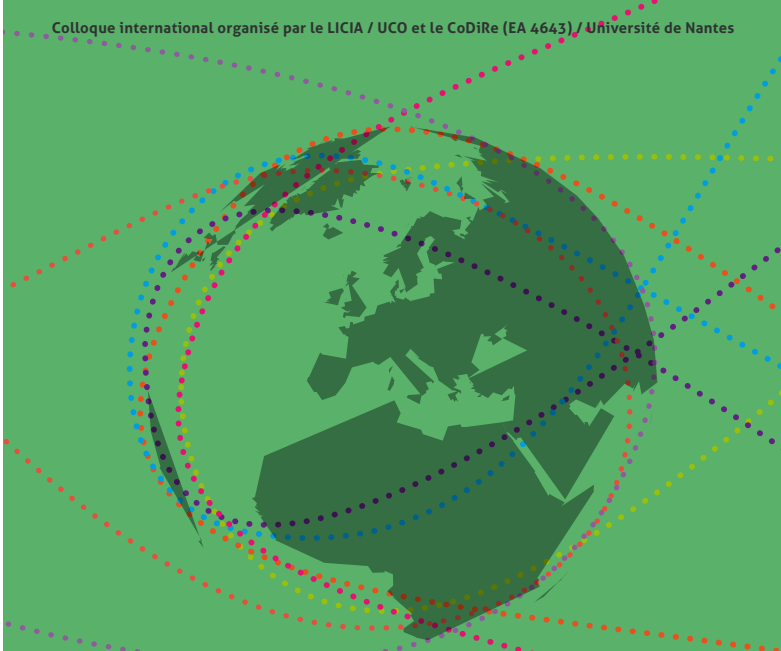 Colloque international organisé par le LICIA / UCO et le CoDiRe (EA 4643) / Université de Nantes